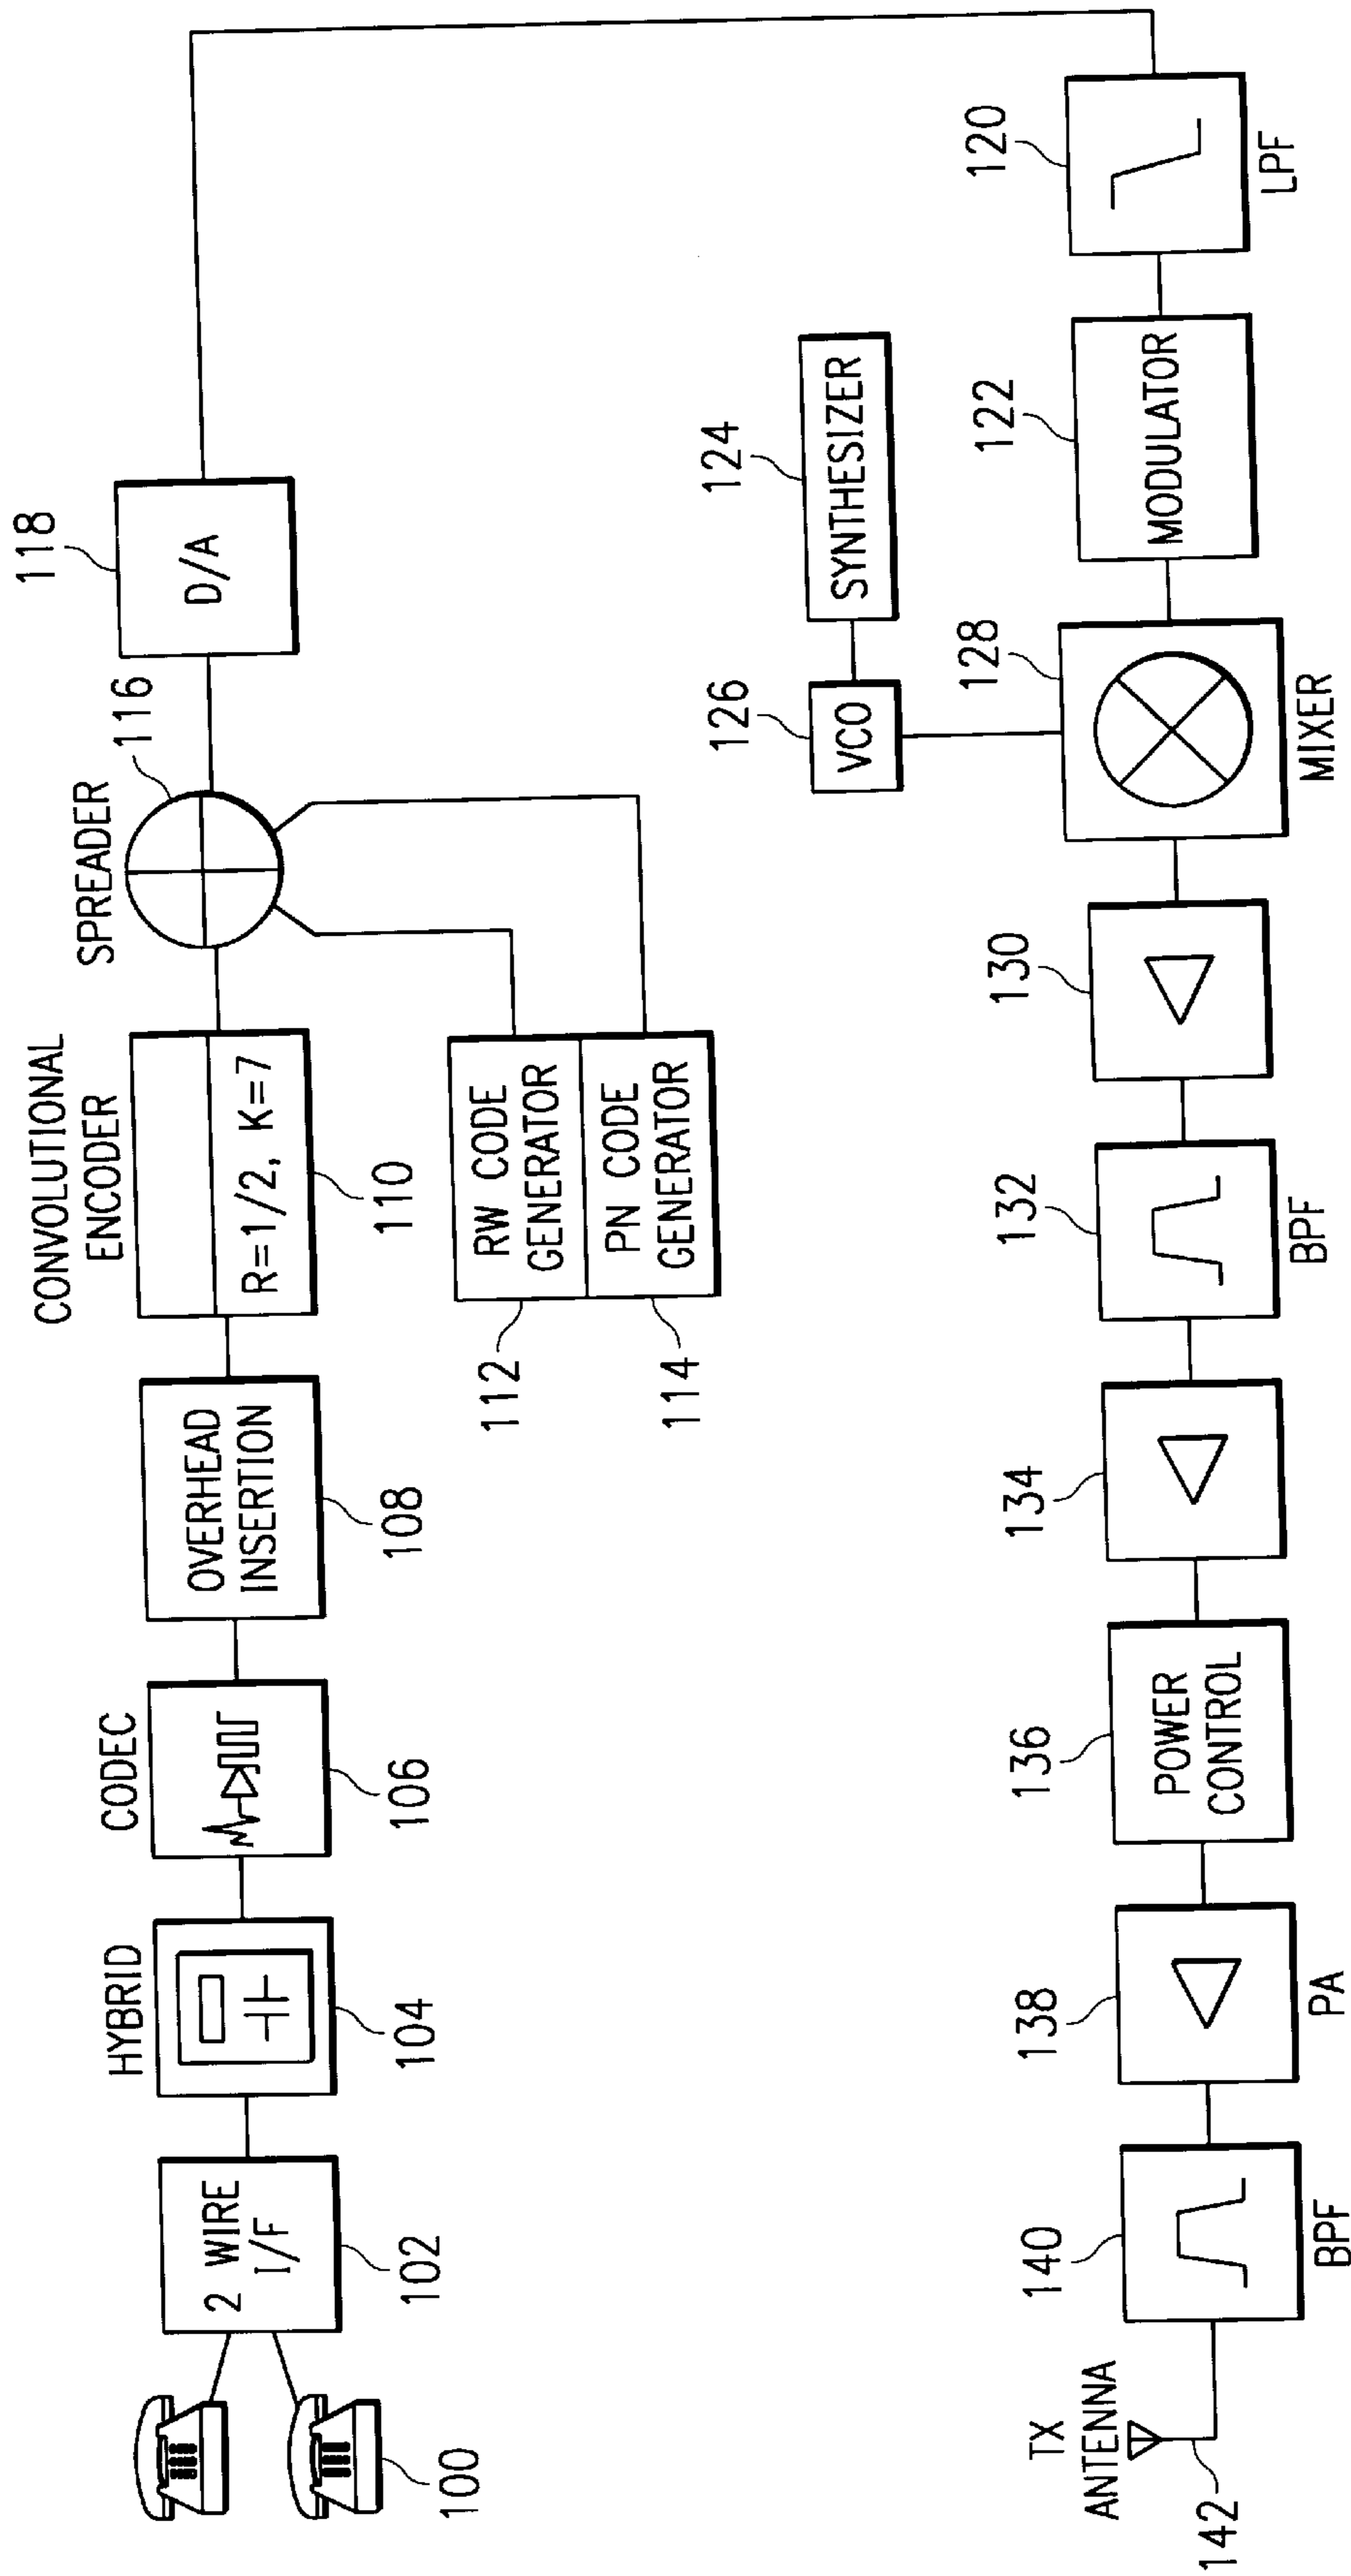 118
D/A
SPREADER
116
CONVOLUTIONAL
ENCODER
R=1/2, K=7
110
RW CODE
GENERATOR
PN CODE
GENERATOR
112
114
OVERHEAD
INSERTION
108
CODEC
106
HYBRID
104
2 WIRE
I/F
102
100
124
SYNTHESIZER
126
VCO
120
LPF
122
MODULATOR
128
MIXER
130
132
BPF
134
136
POWER
CONTROL
138
PA
140
BPF
TX
ANTENNA
142